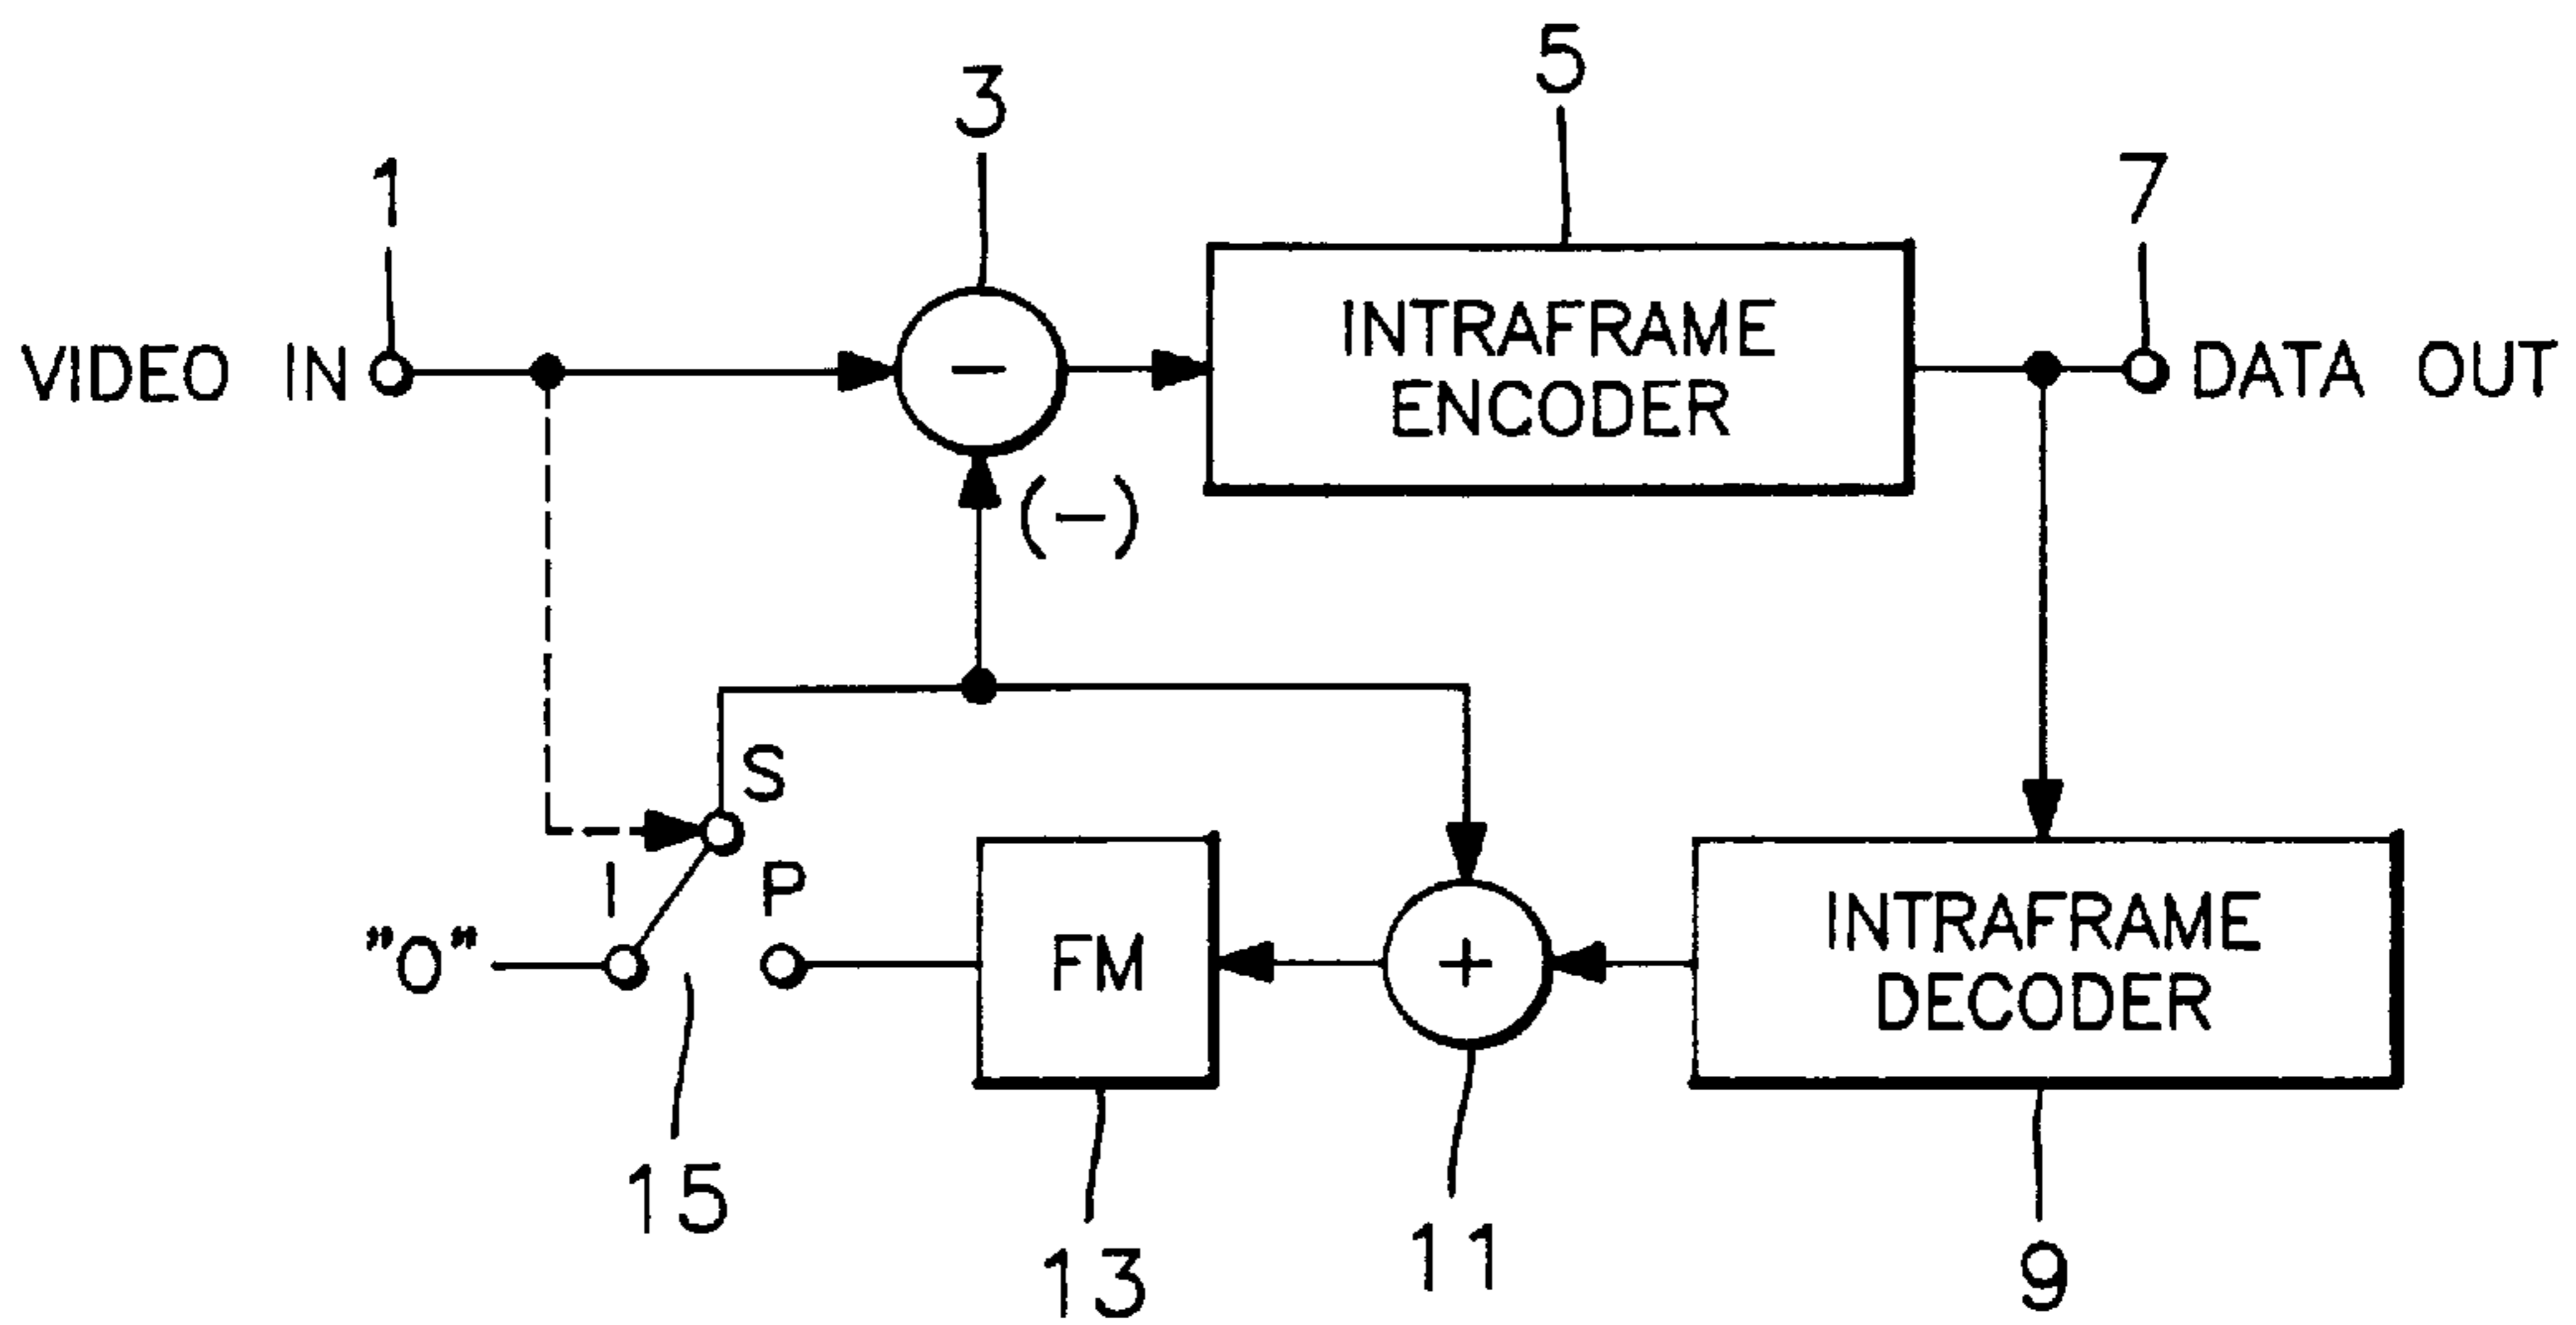 5
3
1
7
INTRAFRAME
ENCODER
VIDEO IN
−
DATA OUT
(−)
S
I
P
"0"
FM
+
INTRAFRAME
DECODER
15
13
11
9